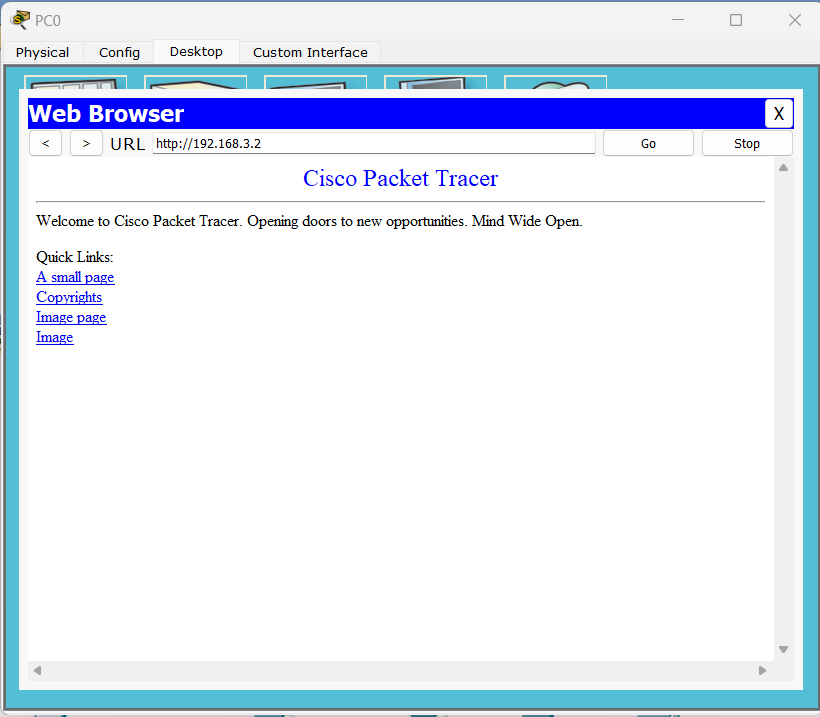 PC0
Physical Config Desktop Custom Interface
Web Browser X
< > URL http://192.168.3.2 Go Stop
Cisco Packet Tracer
Welcome to Cisco Packet Tracer. Opening doors to new opportunities. Mind Wide Open.
Quick Links:
A small page
Copyrights
Image page
Image